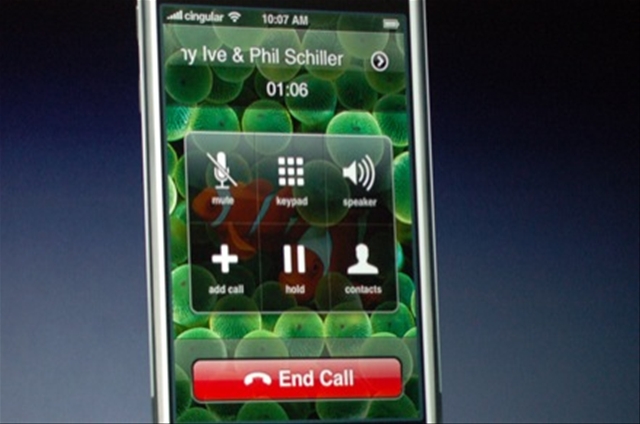 cingular 10:07 AM
ny Ive & Phil Schiller
01:06
mute keypad speaker
add call hold contacts
End Call